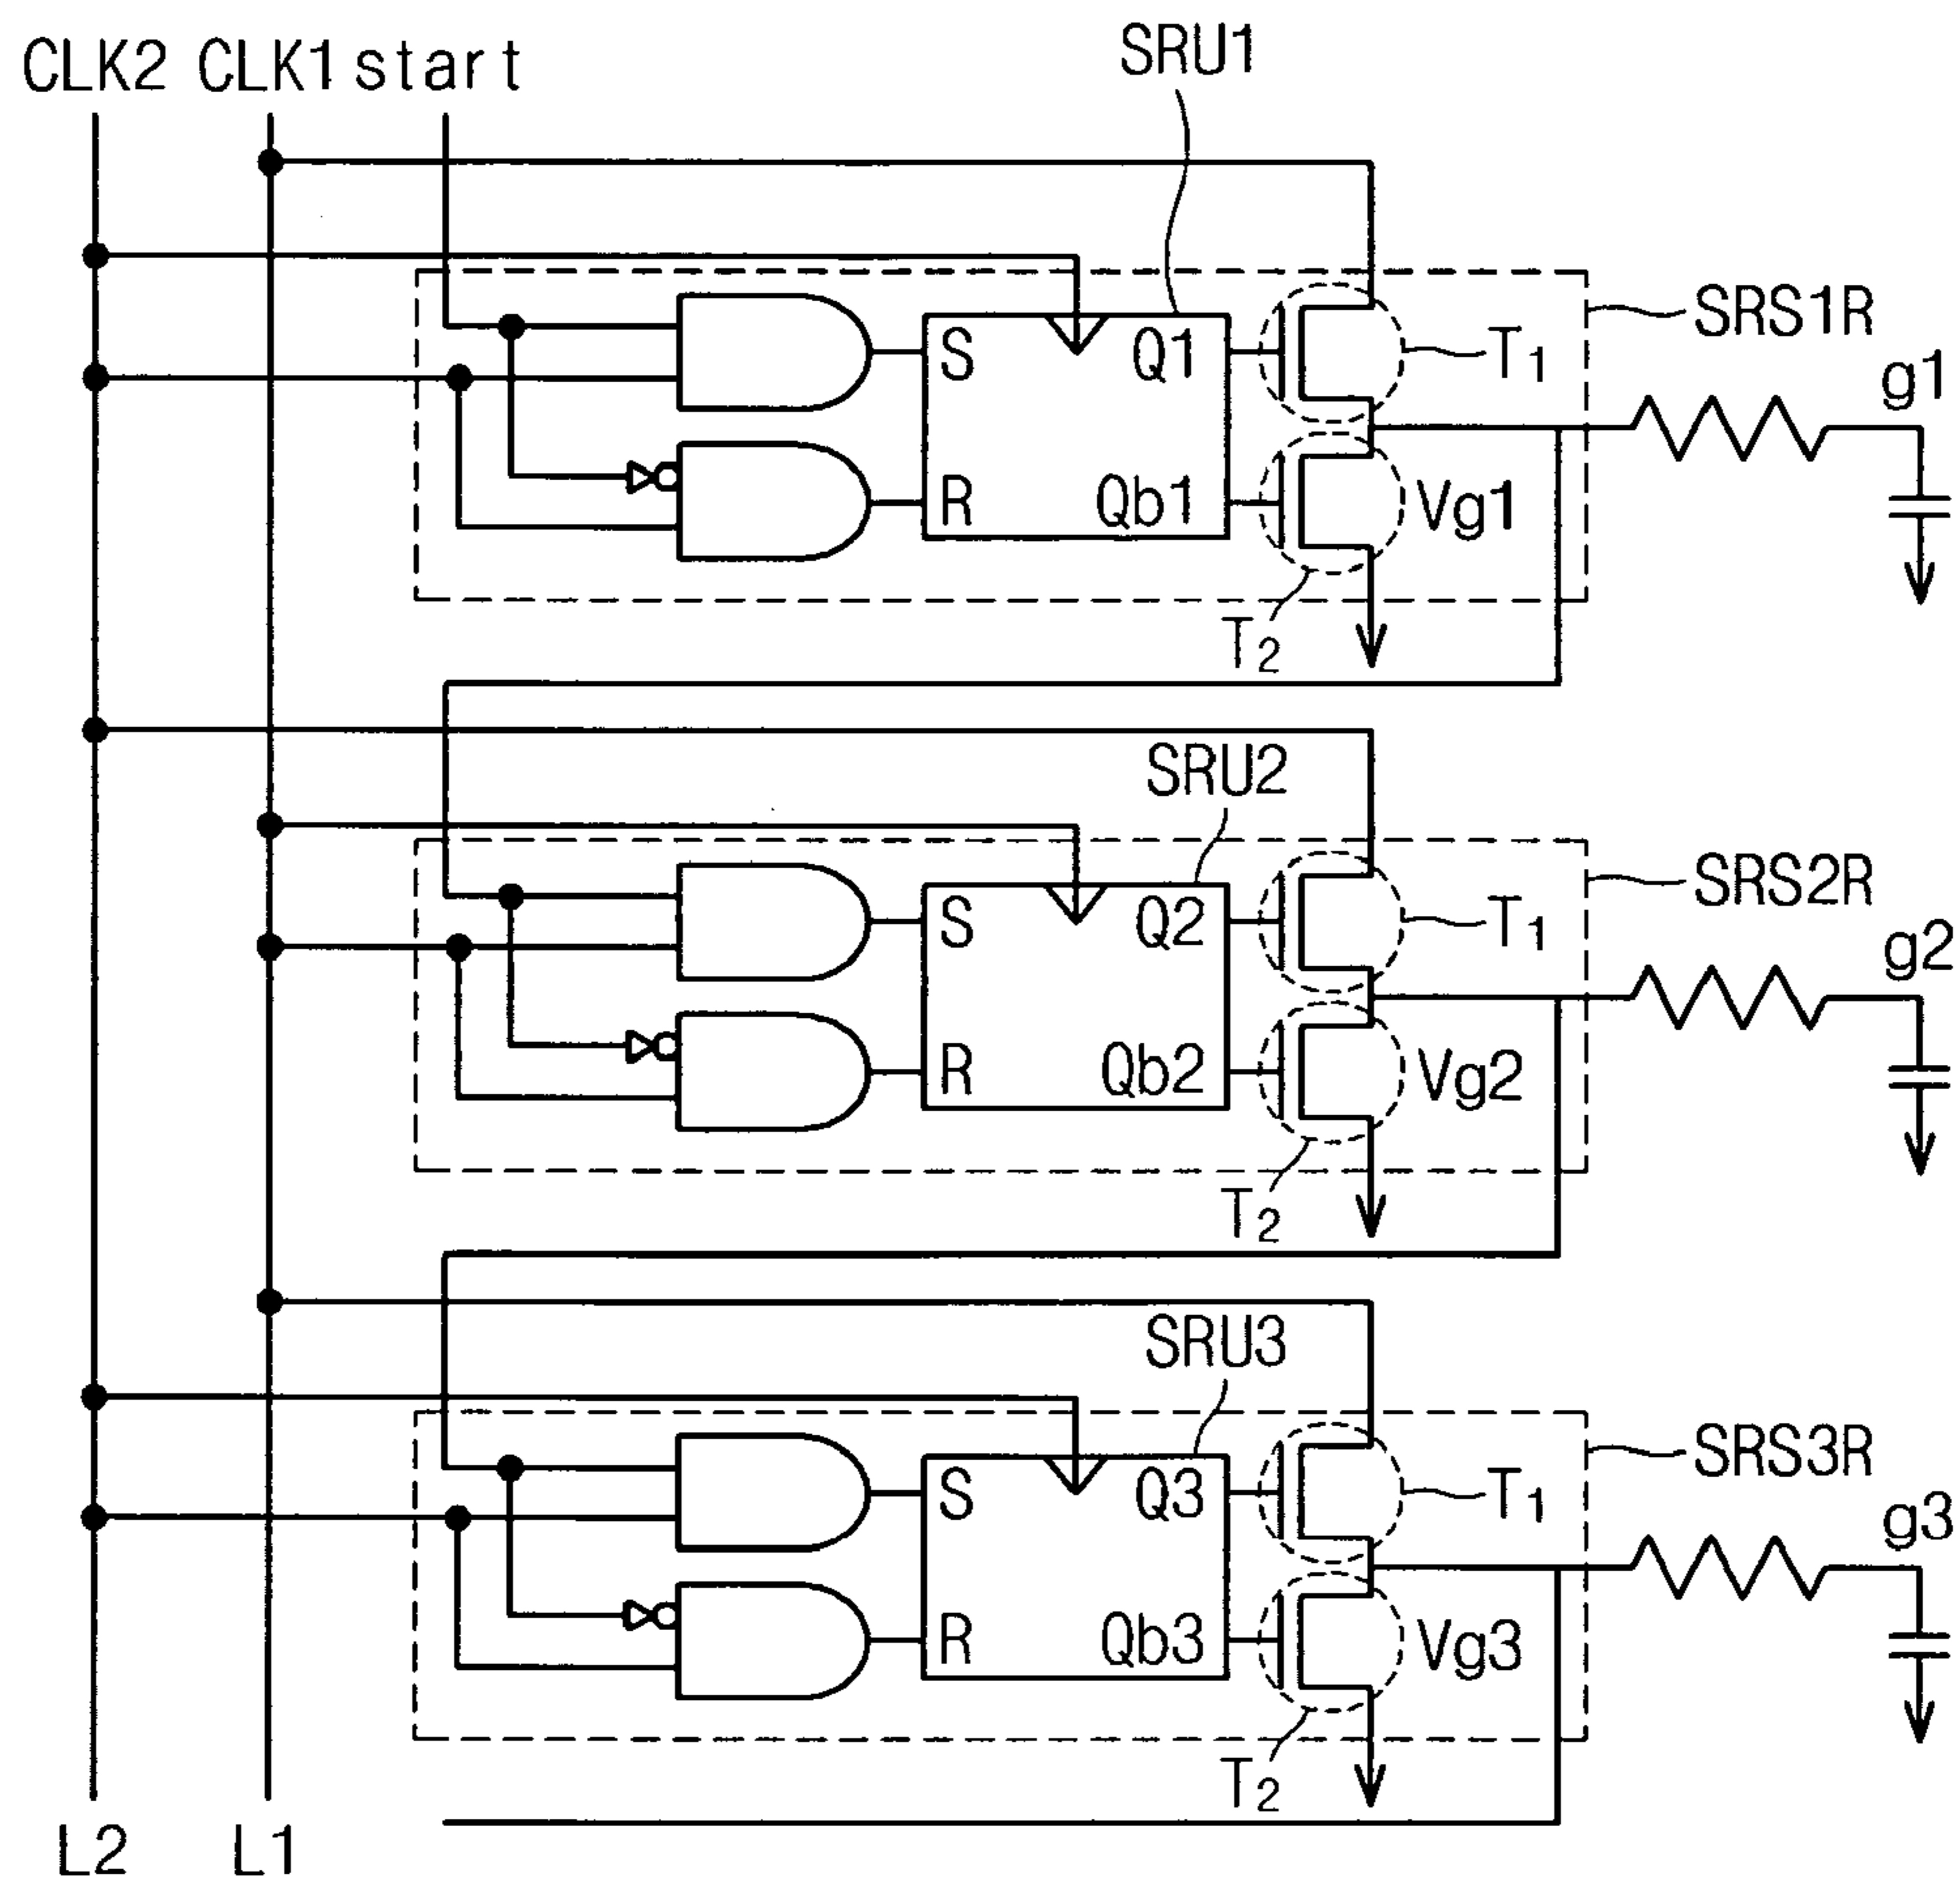 CLK2 CLK1 start
SRU1
SRS1R
S Q1
T1
g1
R Qb1
Vg1
T2
SRU2
SRS2R
S Q2
T1
g2
R Qb2
Vg2
T2
SRU3
SRS3R
S Q3
T1
g3
R Qb3
Vg3
T2
L2 L1